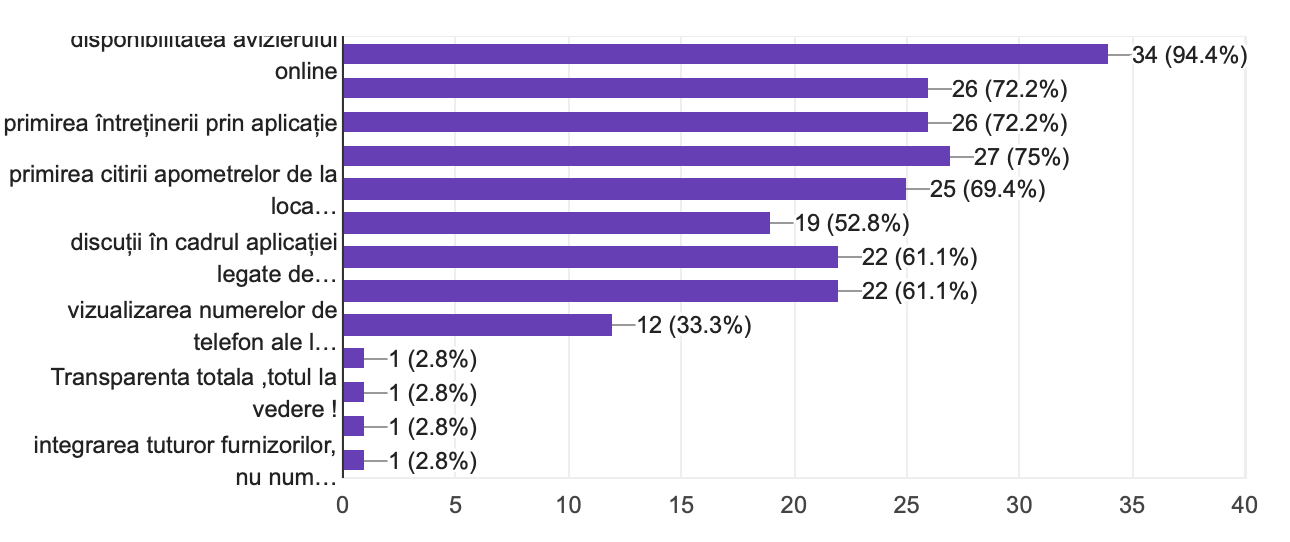 disponibilitatea avizierului
online
primirea întreținerii prin aplicație
primirea citirii apometrelor de la
loca…
discuții în cadrul aplicației
legate de…
vizualizarea numerelor de
telefon ale l…
Transparenta totala ,totul la
vedere !
integrarea tuturor furnizorilor,
nu num…
34 (94.4%)
26 (72.2%)
26 (72.2%)
27 (75%)
25 (69.4%)
19 (52.8%)
22 (61.1%)
22 (61.1%)
12 (33.3%)
1 (2.8%)
1 (2.8%)
1 (2.8%)
1 (2.8%)
0 5 10 15 20 25 30 35 40